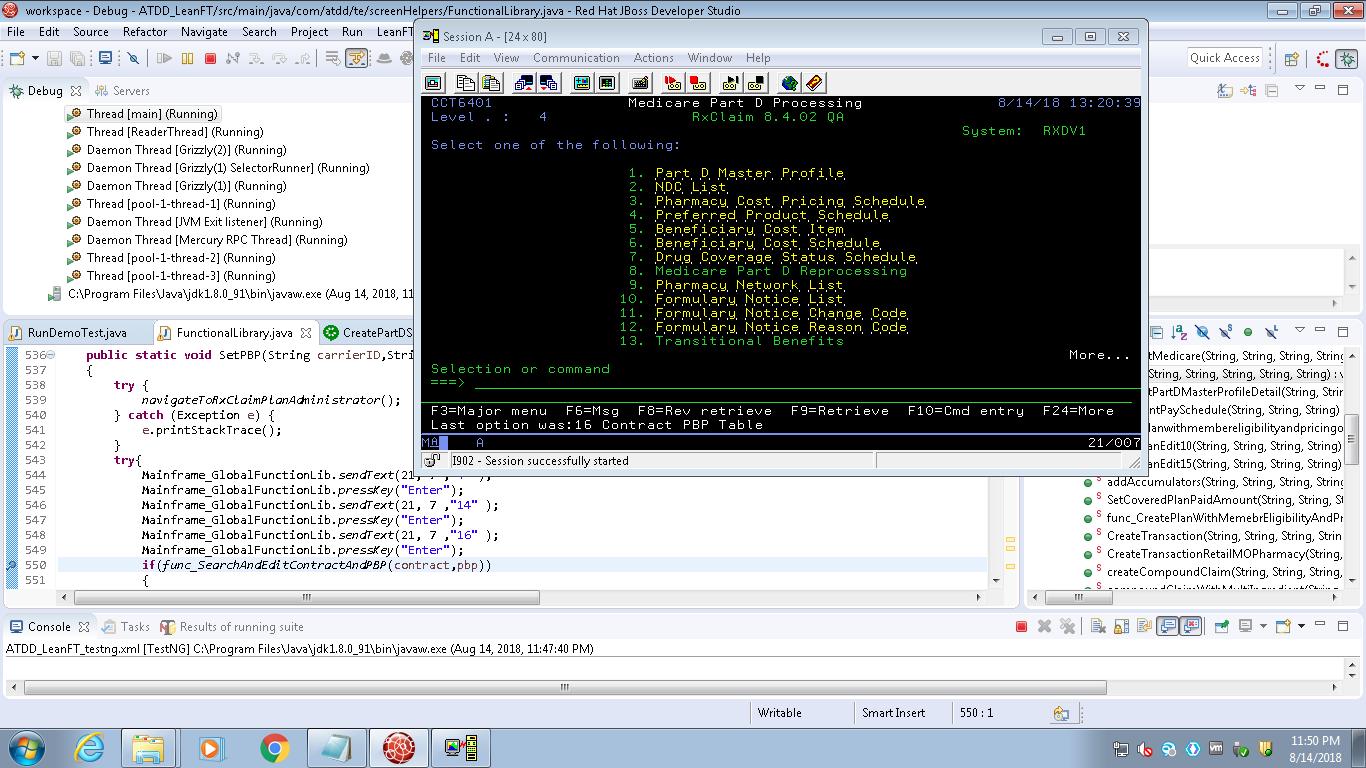 workspace - Debug - ATDD_LeanFT/src/main/java/com/atdd/te/screenHelpers/FunctionalLibrary.java - Red Hat JBoss Developer Studio
File Edit Source Refactor Navigate Search Project Run LeanFT
Quick Access
Debug
Servers
Thread [main] (Running)
Thread [ReaderThread] (Running)
Daemon Thread [Grizzly(2)] (Running)
Daemon Thread [Grizzly(1) SelectorRunner] (Running)
Daemon Thread [Grizzly(1)] (Running)
Thread [pool-1-thread-1] (Running)
Daemon Thread [JVM Exit listener] (Running)
Daemon Thread [Mercury RPC Thread] (Running)
Thread [pool-1-thread-2] (Running)
Thread [pool-1-thread-3] (Running)
C:\Program Files\Java\jdk1.8.0_91\bin\javaw.exe (Aug 14, 2018, 11:4
Session A - [24 x 80]
File Edit View Communication Actions Window Help
CCT6401 Medicare Part D Processing 8/14/18 13:20:39
Level . : 4 RxClaim 8.4.02 QA
System: RXDV1
Select one of the following:
1. Part D Master Profile
2. NDC List
3. Pharmacy Cost Pricing Schedule
4. Preferred Product Schedule
5. Beneficiary Cost Item
6. Beneficiary Cost Schedule
7. Drug Coverage Status Schedule
8. Medicare Part D Reprocessing
9. Pharmacy Network List
10. Formulary Notice List
11. Formulary Notice Change Code
12. Formulary Notice Reason Code
13. Transitional Benefits
More...
Selection or command
===>
F3=Major menu F6=Msg F8=Rev retrieve F9=Retrieve F10=Cmd entry F24=More
Last option was:16 Contract PBP Table
MA A 21/007
I902 - Session successfully started
RunDemoTest.java
FunctionalLibrary.java
CreatePartDS
536 public static void SetPBP(String carrierID,Stri
537 {
538 try {
539 navigateToRxClaimPlanAdministrator();
540 } catch (Exception e) {
541 e.printStackTrace();
542 }
543 try{
544 Mainframe_GlobalFunctionLib.sendText(21,
545 Mainframe_GlobalFunctionLib.pressKey("Enter");
546 Mainframe_GlobalFunctionLib.sendText(21, 7 ,"14" );
547 Mainframe_GlobalFunctionLib.pressKey("Enter");
548 Mainframe_GlobalFunctionLib.sendText(21, 7 ,"16" );
549 Mainframe_GlobalFunctionLib.pressKey("Enter");
550 if(func_SearchAndEditContractAndPBP(contract,pbp))
551 {
tMedicare(String, String, String,
String, String, String, String) : v
tPartDMasterProfileDetail(String,
ntPaySchedule(String, String, Str
lanwithmembereligibilityandpricingo
anEdit10(String, String, String, S
anEdit15(String, String, String, S
addAccumulators(String, String,
SetCoveredPlanPaidAmount(String, S
func_CreatePlanWithMemebrEligibilityAndPr
CreateTransaction(String, String, String,
CreateTransactionRetailMOPharmacy(String,
createCompoundClaim(String, String, Strin
Console
Tasks
Results of running suite
ATDD_LeanFT_testng.xml [TestNG] C:\Program Files\Java\jdk1.8.0_91\bin\javaw.exe (Aug 14, 2018, 11:47:40 PM)
Writable Smart Insert 550 : 1
11:50 PM
8/14/2018